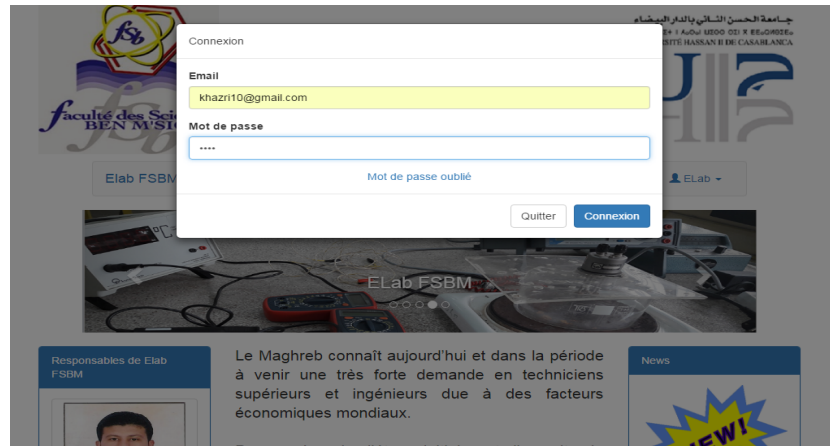 جامعة الحسن الثاني بالدار البيضاء
SITÉ HASSAN II DE CASABLANCA
fsb
faculté des Sci
BEN M'SI
Connexion
Email
khazri10@gmail.com
Mot de passe
••••
Mot de passe oublié
Quitter
Connexion
Elab FSBM
ELab
°C
ELab FSBM
Responsables de Elab
FSBM
Le Maghreb connaît aujourd'hui et dans la période
à venir une très forte demande en techniciens
supérieurs et ingénieurs due à des facteurs
économiques mondiaux.
News
NEW!